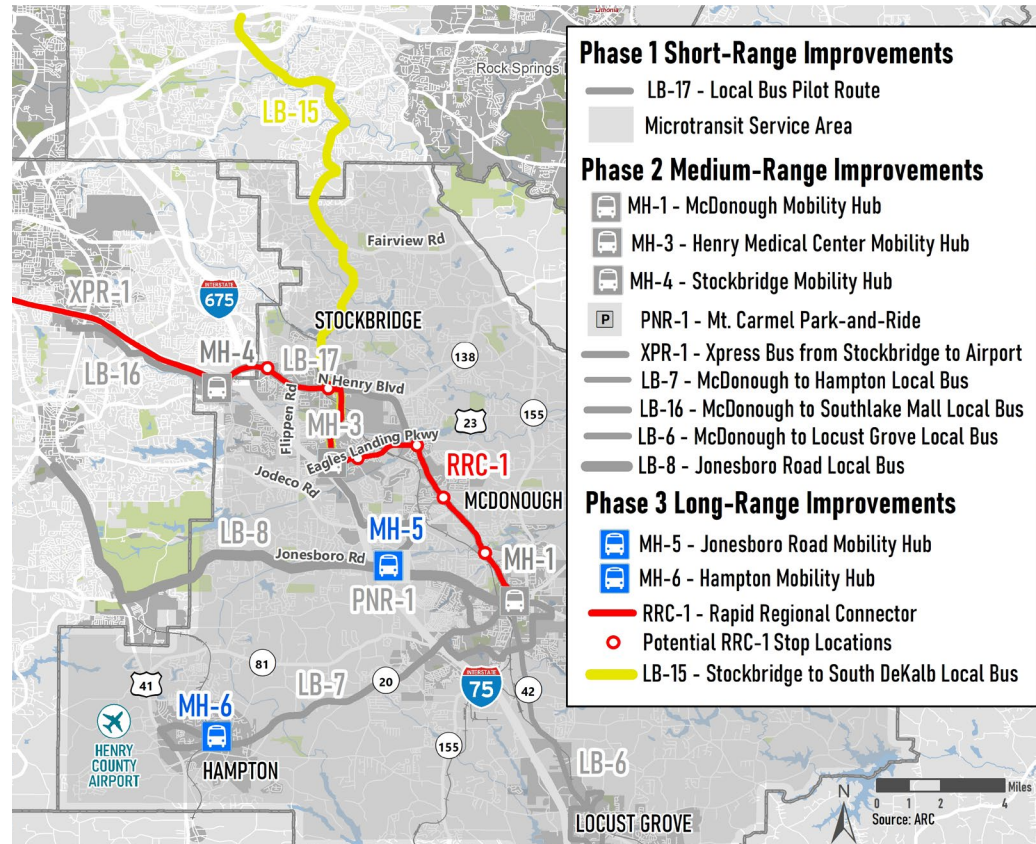 Lithonia
Rock Springs
LB-15
Fairview Rd
XPR-1
INTERSTATE
675
STOCKBRIDGE
MH-4
LB-17
138
LB-16
N Henry Blvd
Flippen Rd
155
MH-3
23
Eagles Landing Pkwy
RRC-1
Jodeco Rd
MCDONOUGH
MH-5
LB-8
Jonesboro Rd
MH-1
PNR-1
81
41
LB-7
20
INTERSTATE
75
42
MH-6
155
HENRY
COUNTY
AIRPORT
HAMPTON
LB-6
LOCUST GROVE
Phase 1 Short-Range Improvements
LB-17 - Local Bus Pilot Route
Microtransit Service Area
Phase 2 Medium-Range Improvements
MH-1 - McDonough Mobility Hub
MH-3 - Henry Medical Center Mobility Hub
MH-4 - Stockbridge Mobility Hub
P PNR-1 - Mt. Carmel Park-and-Ride
XPR-1 - Xpress Bus from Stockbridge to Airport
LB-7 - McDonough to Hampton Local Bus
LB-16 - McDonough to Southlake Mall Local Bus
LB-6 - McDonough to Locust Grove Local Bus
LB-8 - Jonesboro Road Local Bus
Phase 3 Long-Range Improvements
MH-5 - Jonesboro Road Mobility Hub
MH-6 - Hampton Mobility Hub
RRC-1 - Rapid Regional Connector
Potential RRC-1 Stop Locations
LB-15 - Stockbridge to South DeKalb Local Bus
N
Miles
0 1 2 4
Source: ARC